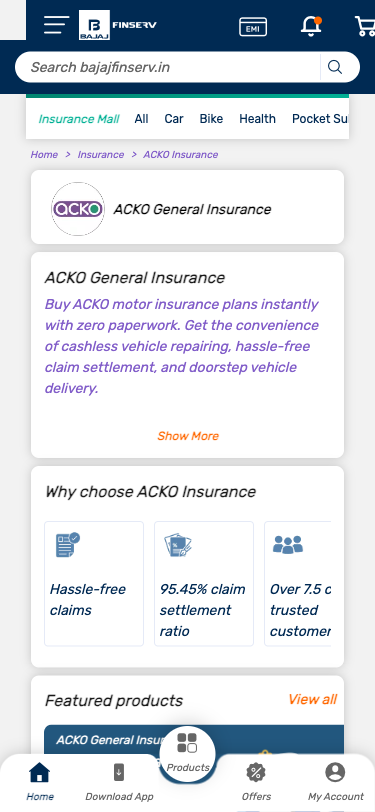 BAJAJ FINSERV
EMI
Search bajajfinserv.in
Insurance Mall All Car Bike Health Pocket Su
Home > Insurance > ACKO Insurance
acko ACKO General Insurance
ACKO General Insurance
Buy ACKO motor insurance plans instantly
with zero paperwork. Get the convenience
of cashless vehicle repairing, hassle-free
claim settlement, and doorstep vehicle
delivery.
Show More
Why choose ACKO Insurance
Hassle-free
claims
95.45% claim
settlement
ratio
Over 7.5 c
trusted
customer
Featured products View all
ACKO General Insu
Home Download App Products Offers My Account